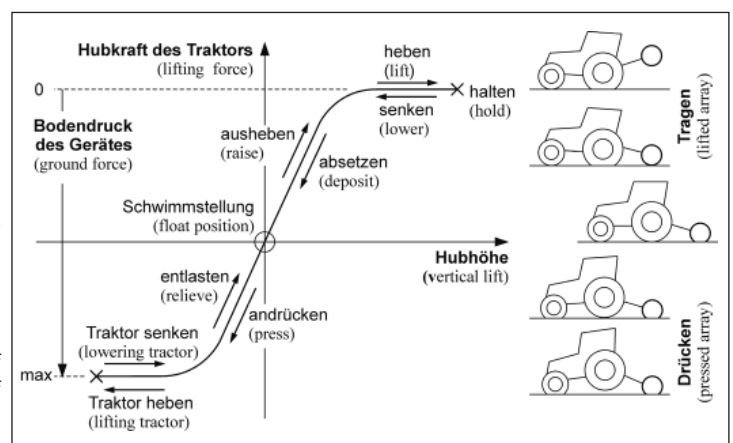 Hubkraft des Traktors
(lifting force)
heben
(lift)
0
halten
(hold)
senken
(lower)
Bodendruck
des Gerätes
(ground force)
ausheben
(raise)
absetzen
(deposit)
Tragen
(lifted array)
Schwimmstellung
(float position)
Hubhöhe
(vertical lift)
entlasten
(relieve)
andrücken
(press)
Traktor senken
(lowering tractor)
max
Traktor heben
(lifting tractor)
Drücken
(pressed array)